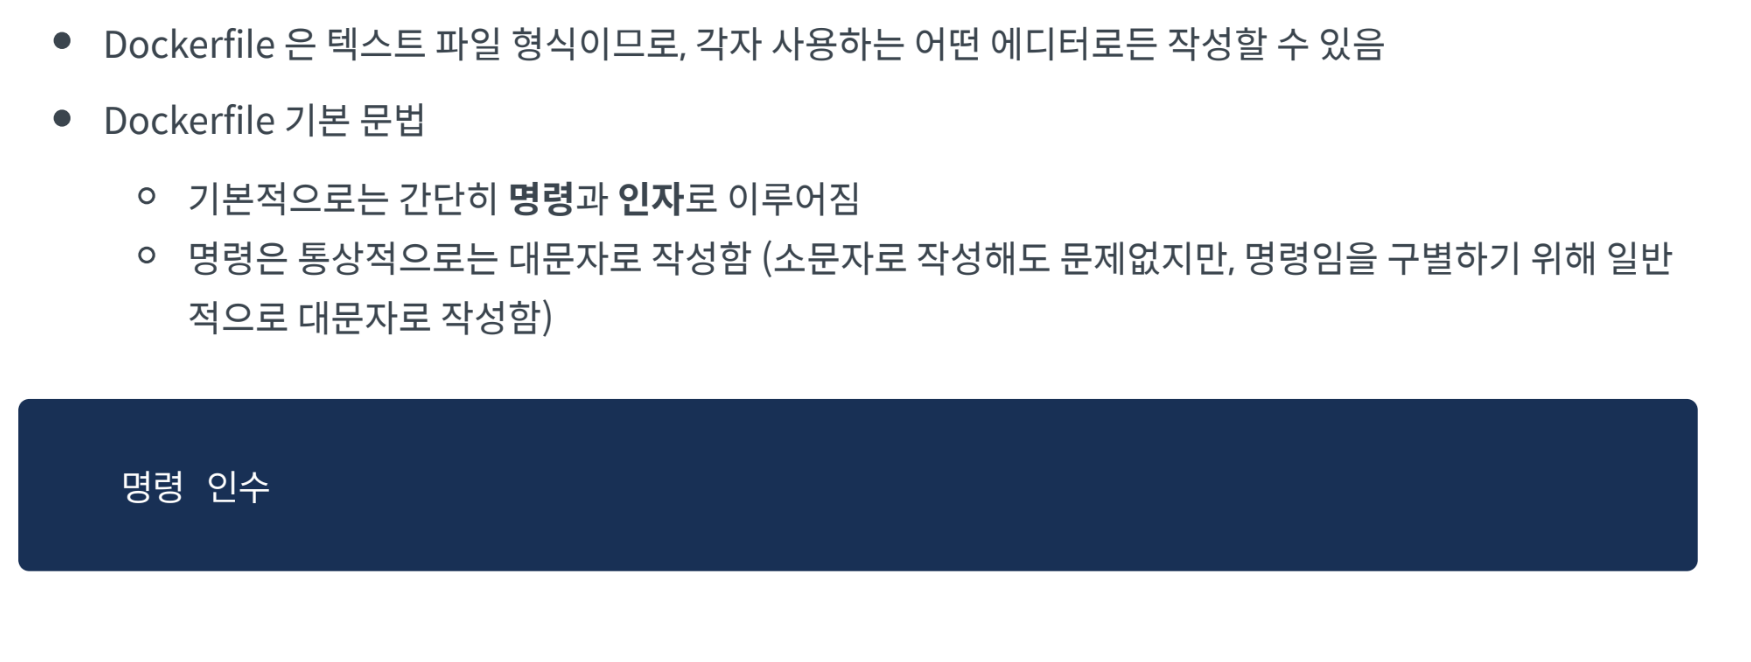 Dockerfile 은 텍스트 파일 형식이므로, 각자 사용하는 어떤 에디터로든 작성할 수 있음
Dockerfile 기본 문법
기본적으로는 간단히 명령과 인자로 이루어짐
명령은 통상적으로는 대문자로 작성함 (소문자로 작성해도 문제없지만, 명령임을 구별하기 위해 일반
적으로 대문자로 작성함)
명령 인수